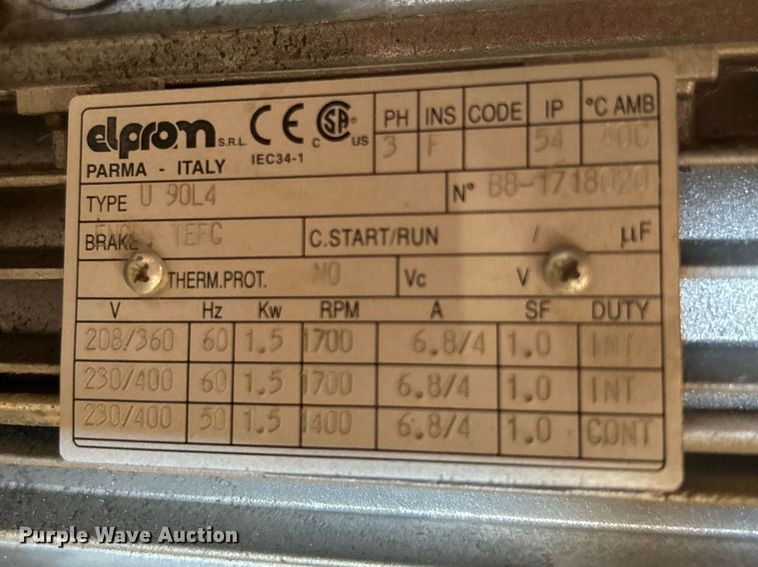 elprom S.R.L. CE C SA ® US PH INS CODE IP °C AMB
PARMA - ITALY IEC34-1 3 F 54 40C
TYPE U 90L4 N° B8-1718020
BRAKE TEFC C.START/RUN / µF
THERM.PROT. NO Vc V
V Hz Kw RPM A SF DUTY
208/360 60 1.5 1700 6.8/4 1.0 INT
230/400 60 1.5 1700 6.8/4 1.0 INT
230/400 50 1.5 1400 6.8/4 1.0 CONT
Purple Wave Auction